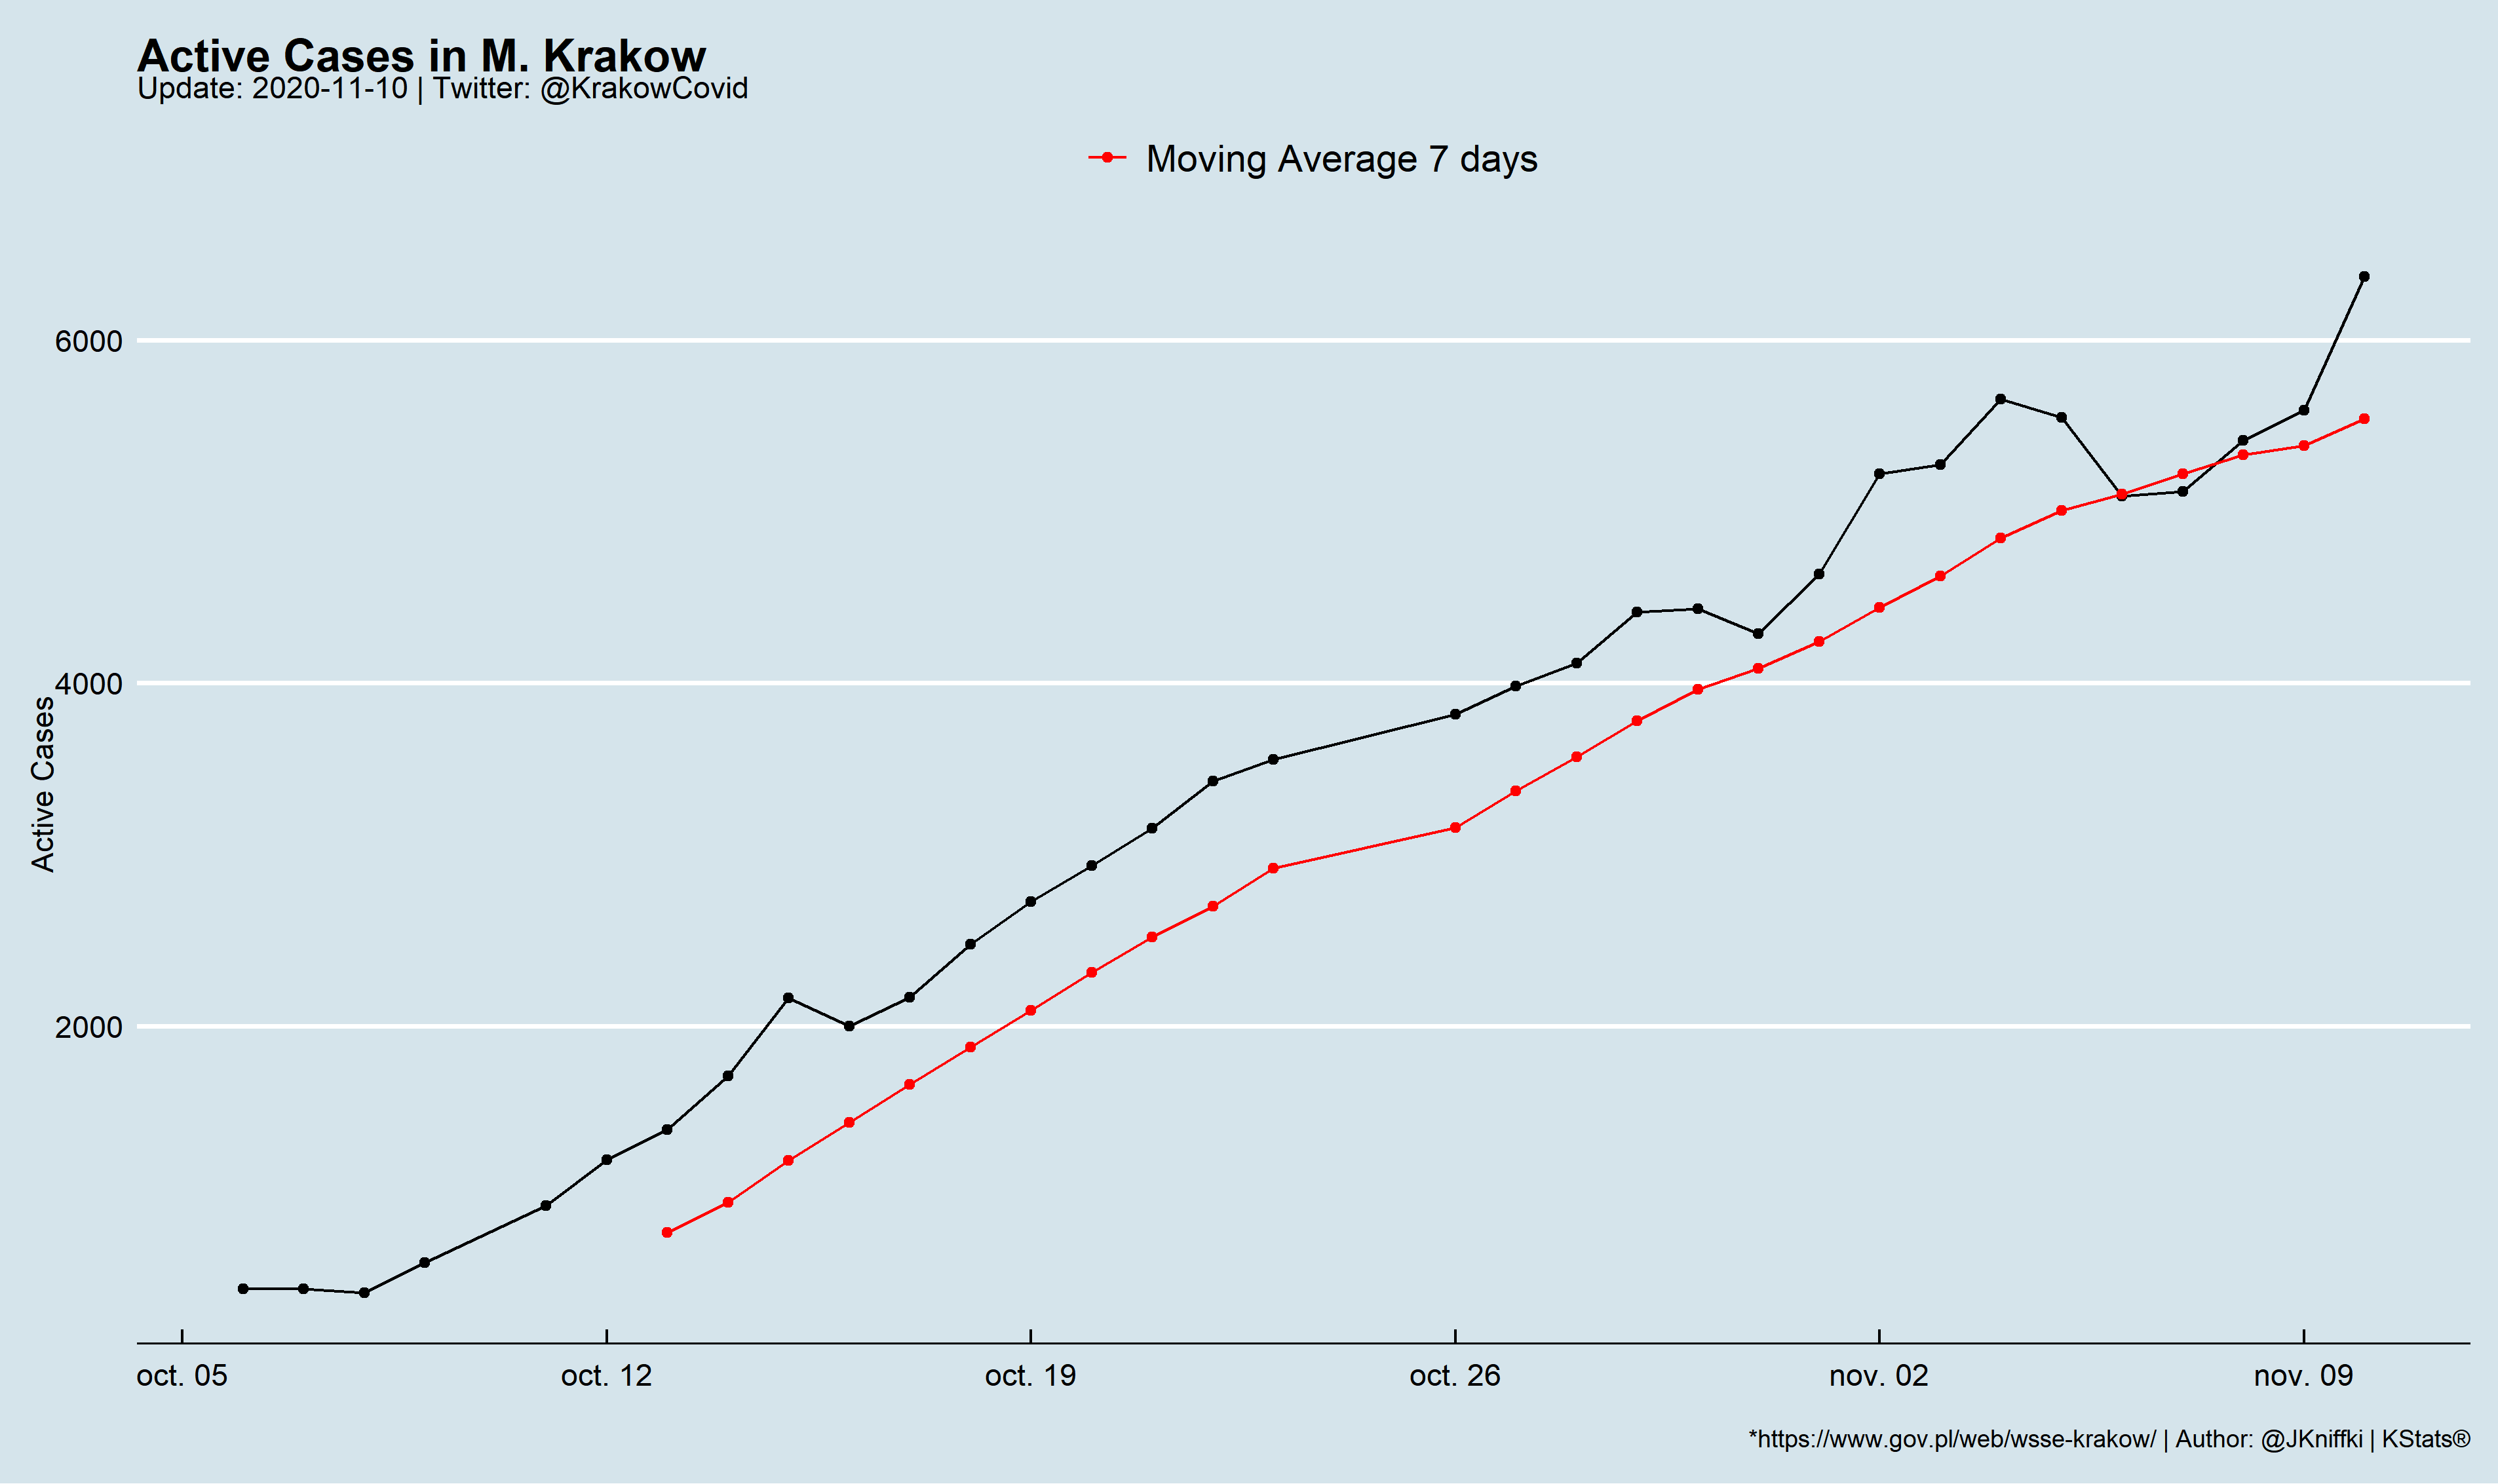 Active Cases in M. Krakow
Update: 2020-11-10 | Twitter: @KrakowCovid
Moving Average 7 days
6000
4000
2000
Active Cases
oct. 05
oct. 12
oct. 19
oct. 26
nov. 02
nov. 09
*https://www.gov.pl/web/wsse-krakow/ | Author: @JKniffki | KStats®